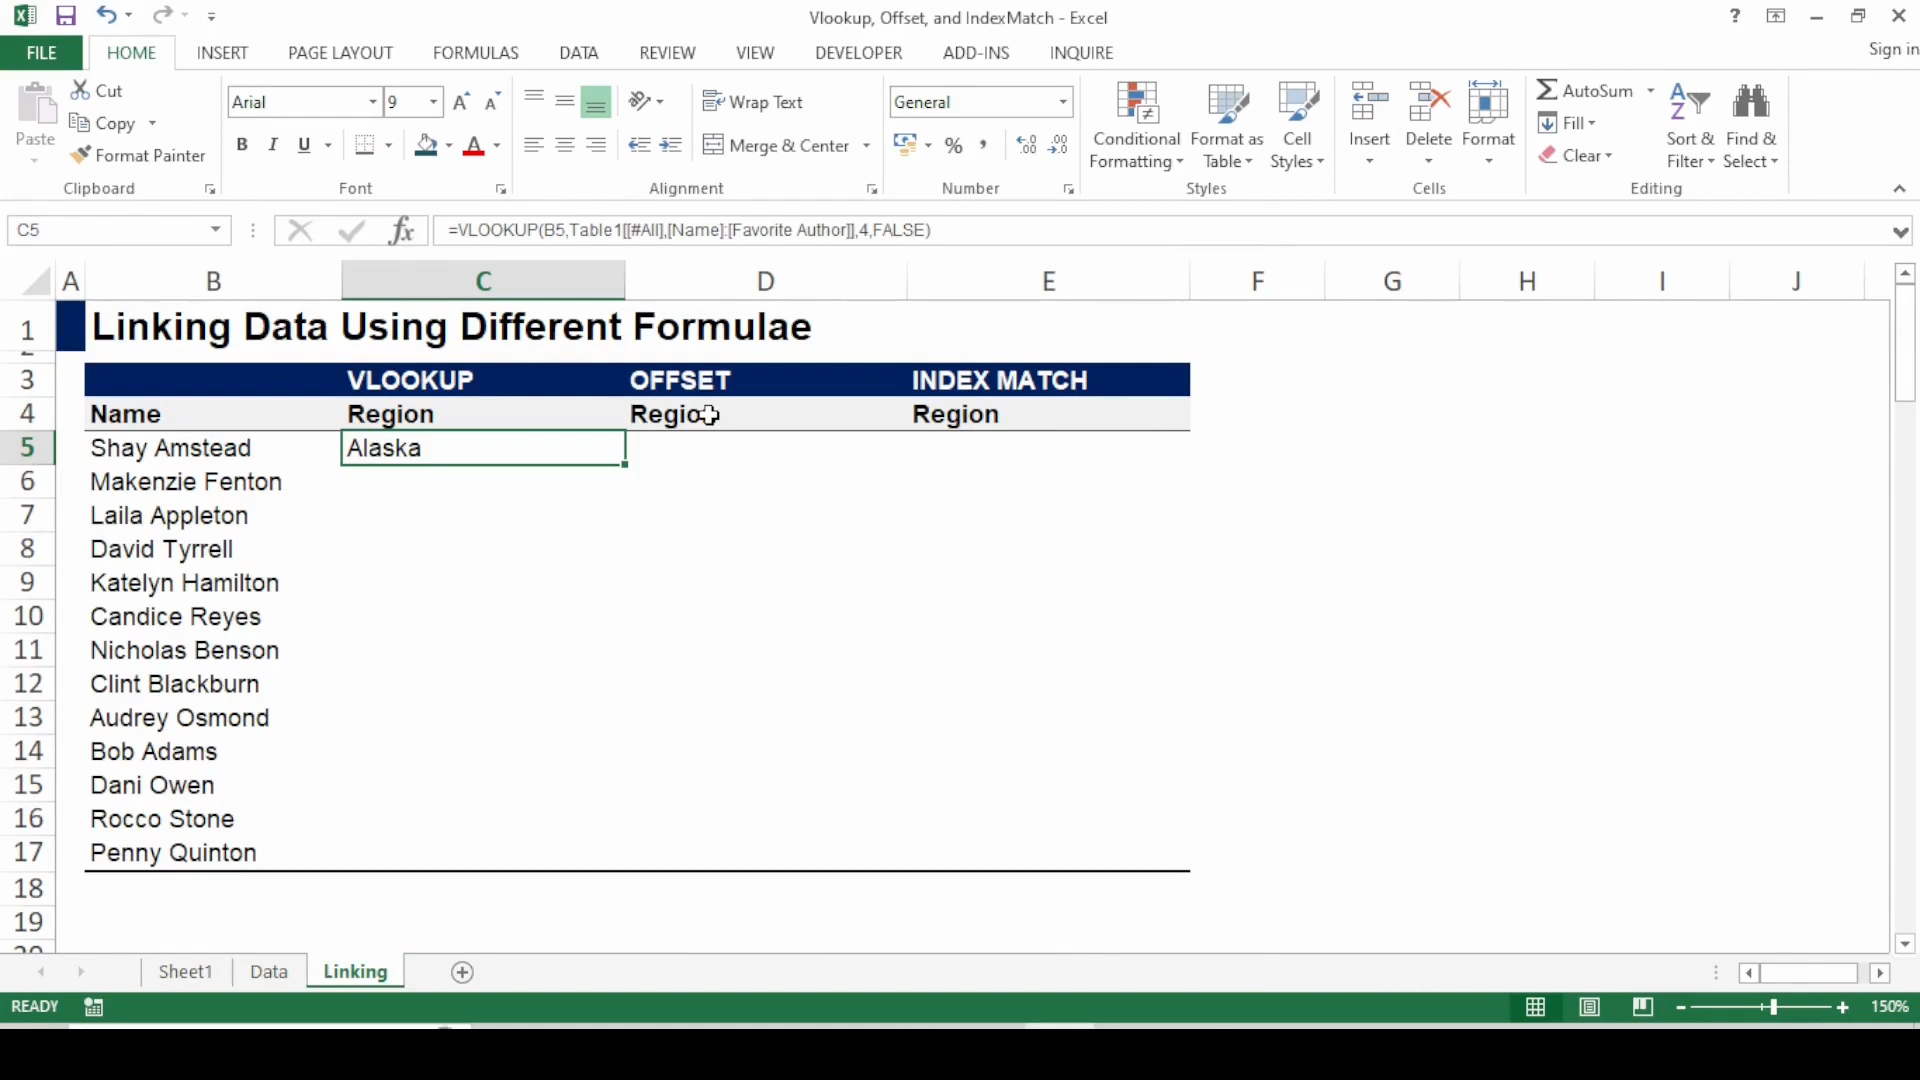 Vlookup, Offset, and IndexMatch - Excel
?
FILE HOME INSERT PAGE LAYOUT FORMULAS DATA REVIEW VIEW DEVELOPER ADD-INS INQUIRE Sign in
Paste
Cut
Copy
Format Painter
Clipboard
Arial 9
B I U
Font
Wrap Text
Merge & Center
Alignment
General
%
Number
Conditional Formatting
Format as Table
Cell Styles
Styles
Insert
Delete
Format
Cells
AutoSum
Fill
Clear
Sort & Filter
Find & Select
Editing
C5 fx =VLOOKUP(B5,Table1[[#All],[Name]:[Favorite Author]],4,FALSE)
A B C D E F G H I J
1 Linking Data Using Different Formulae
3 VLOOKUP OFFSET INDEX MATCH
4 Name Region Region Region
5 Shay Amstead Alaska
6 Makenzie Fenton
7 Laila Appleton
8 David Tyrrell
9 Katelyn Hamilton
10 Candice Reyes
11 Nicholas Benson
12 Clint Blackburn
13 Audrey Osmond
14 Bob Adams
15 Dani Owen
16 Rocco Stone
17 Penny Quinton
18
19
Sheet1 Data Linking
READY 150%